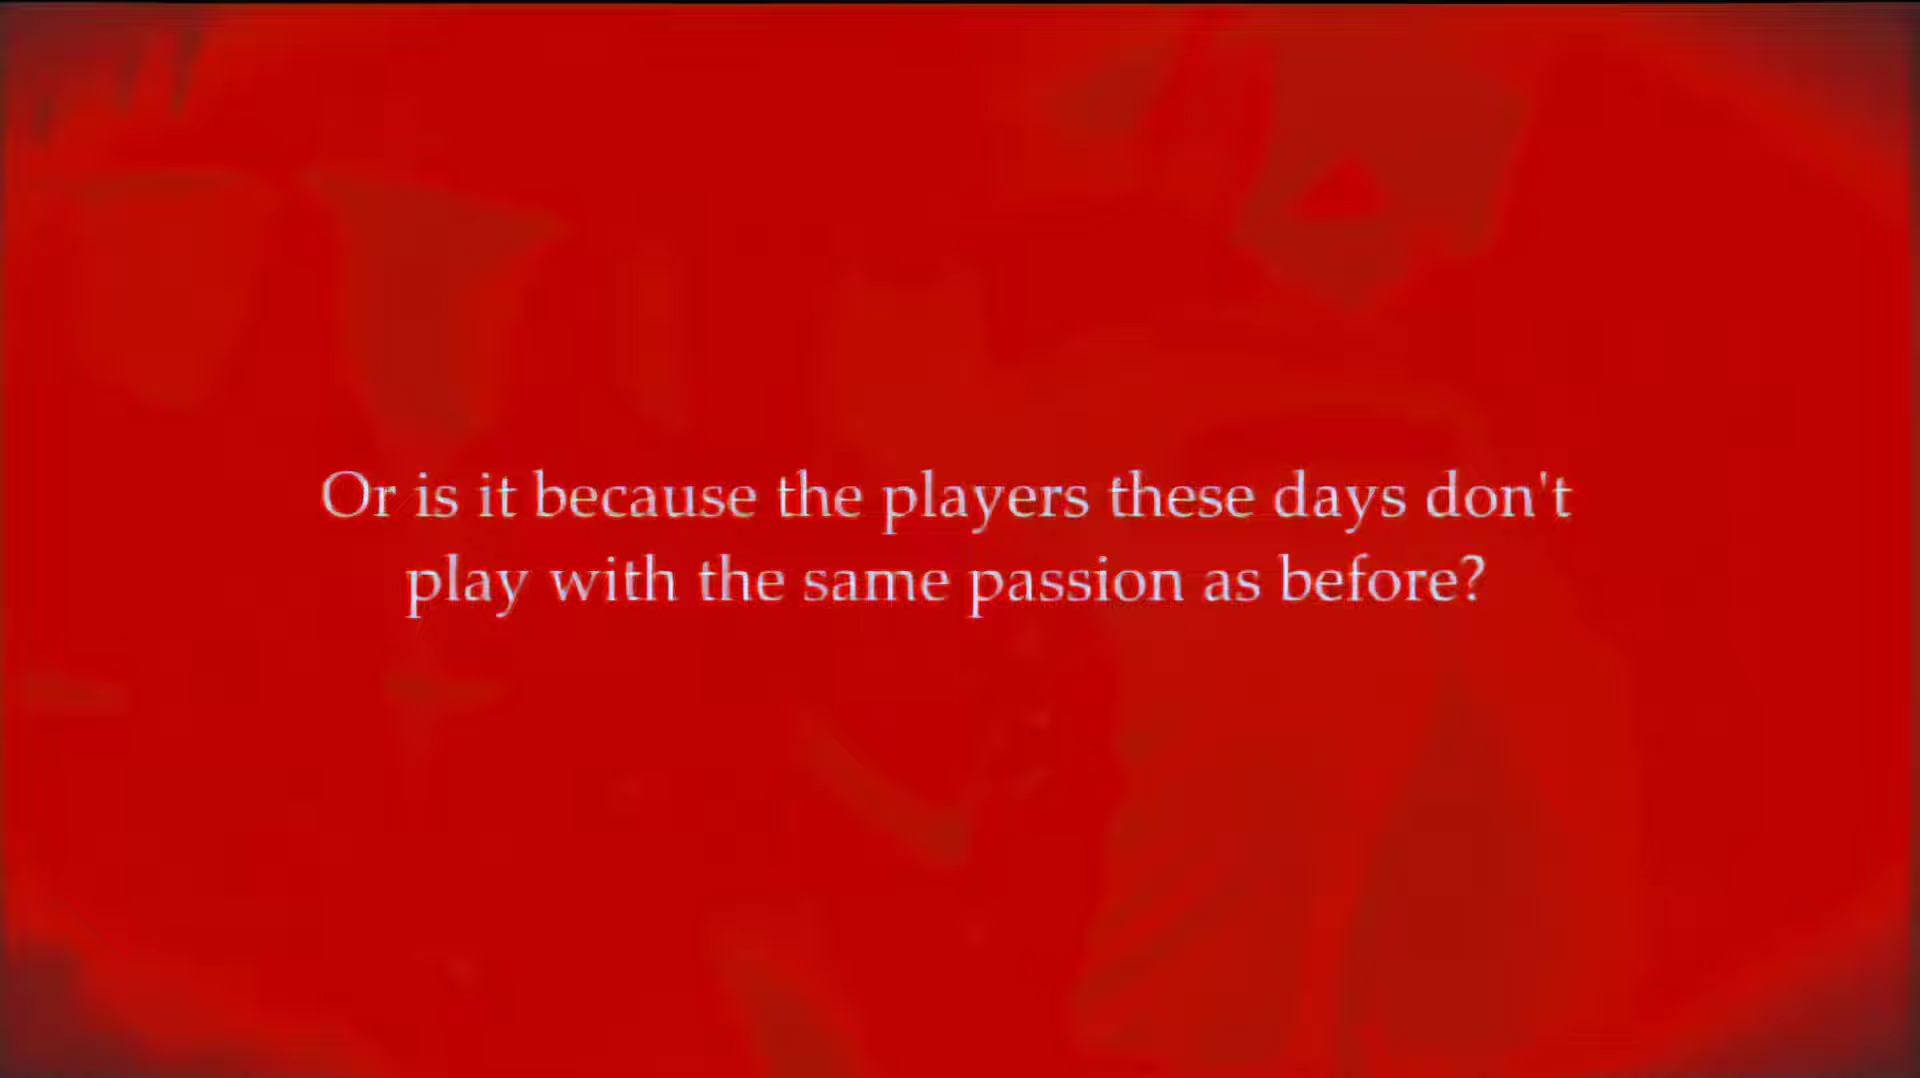 Or is it because the players these days don't
play with the same passion as before?